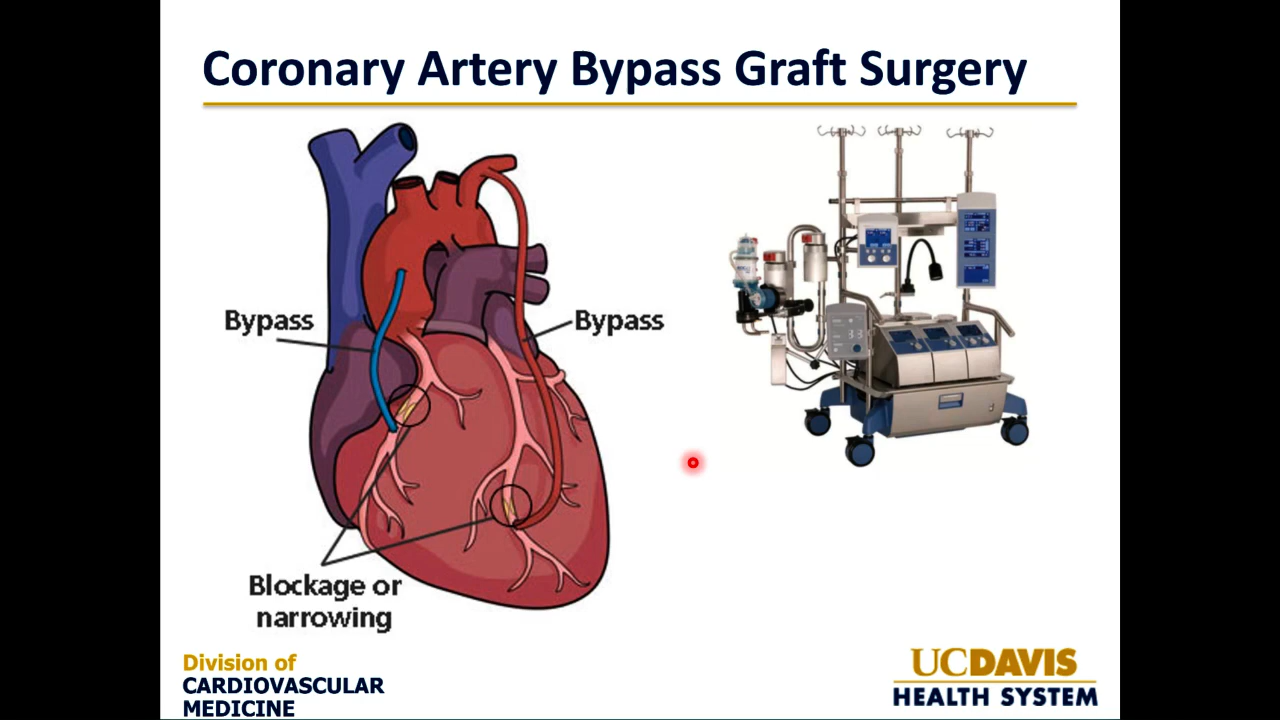 Coronary Artery Bypass Graft Surgery
Bypass
Bypass
Blockage or
narrowing
Division of
CARDIOVASCULAR
MEDICINE
UCDAVIS
HEALTH SYSTEM